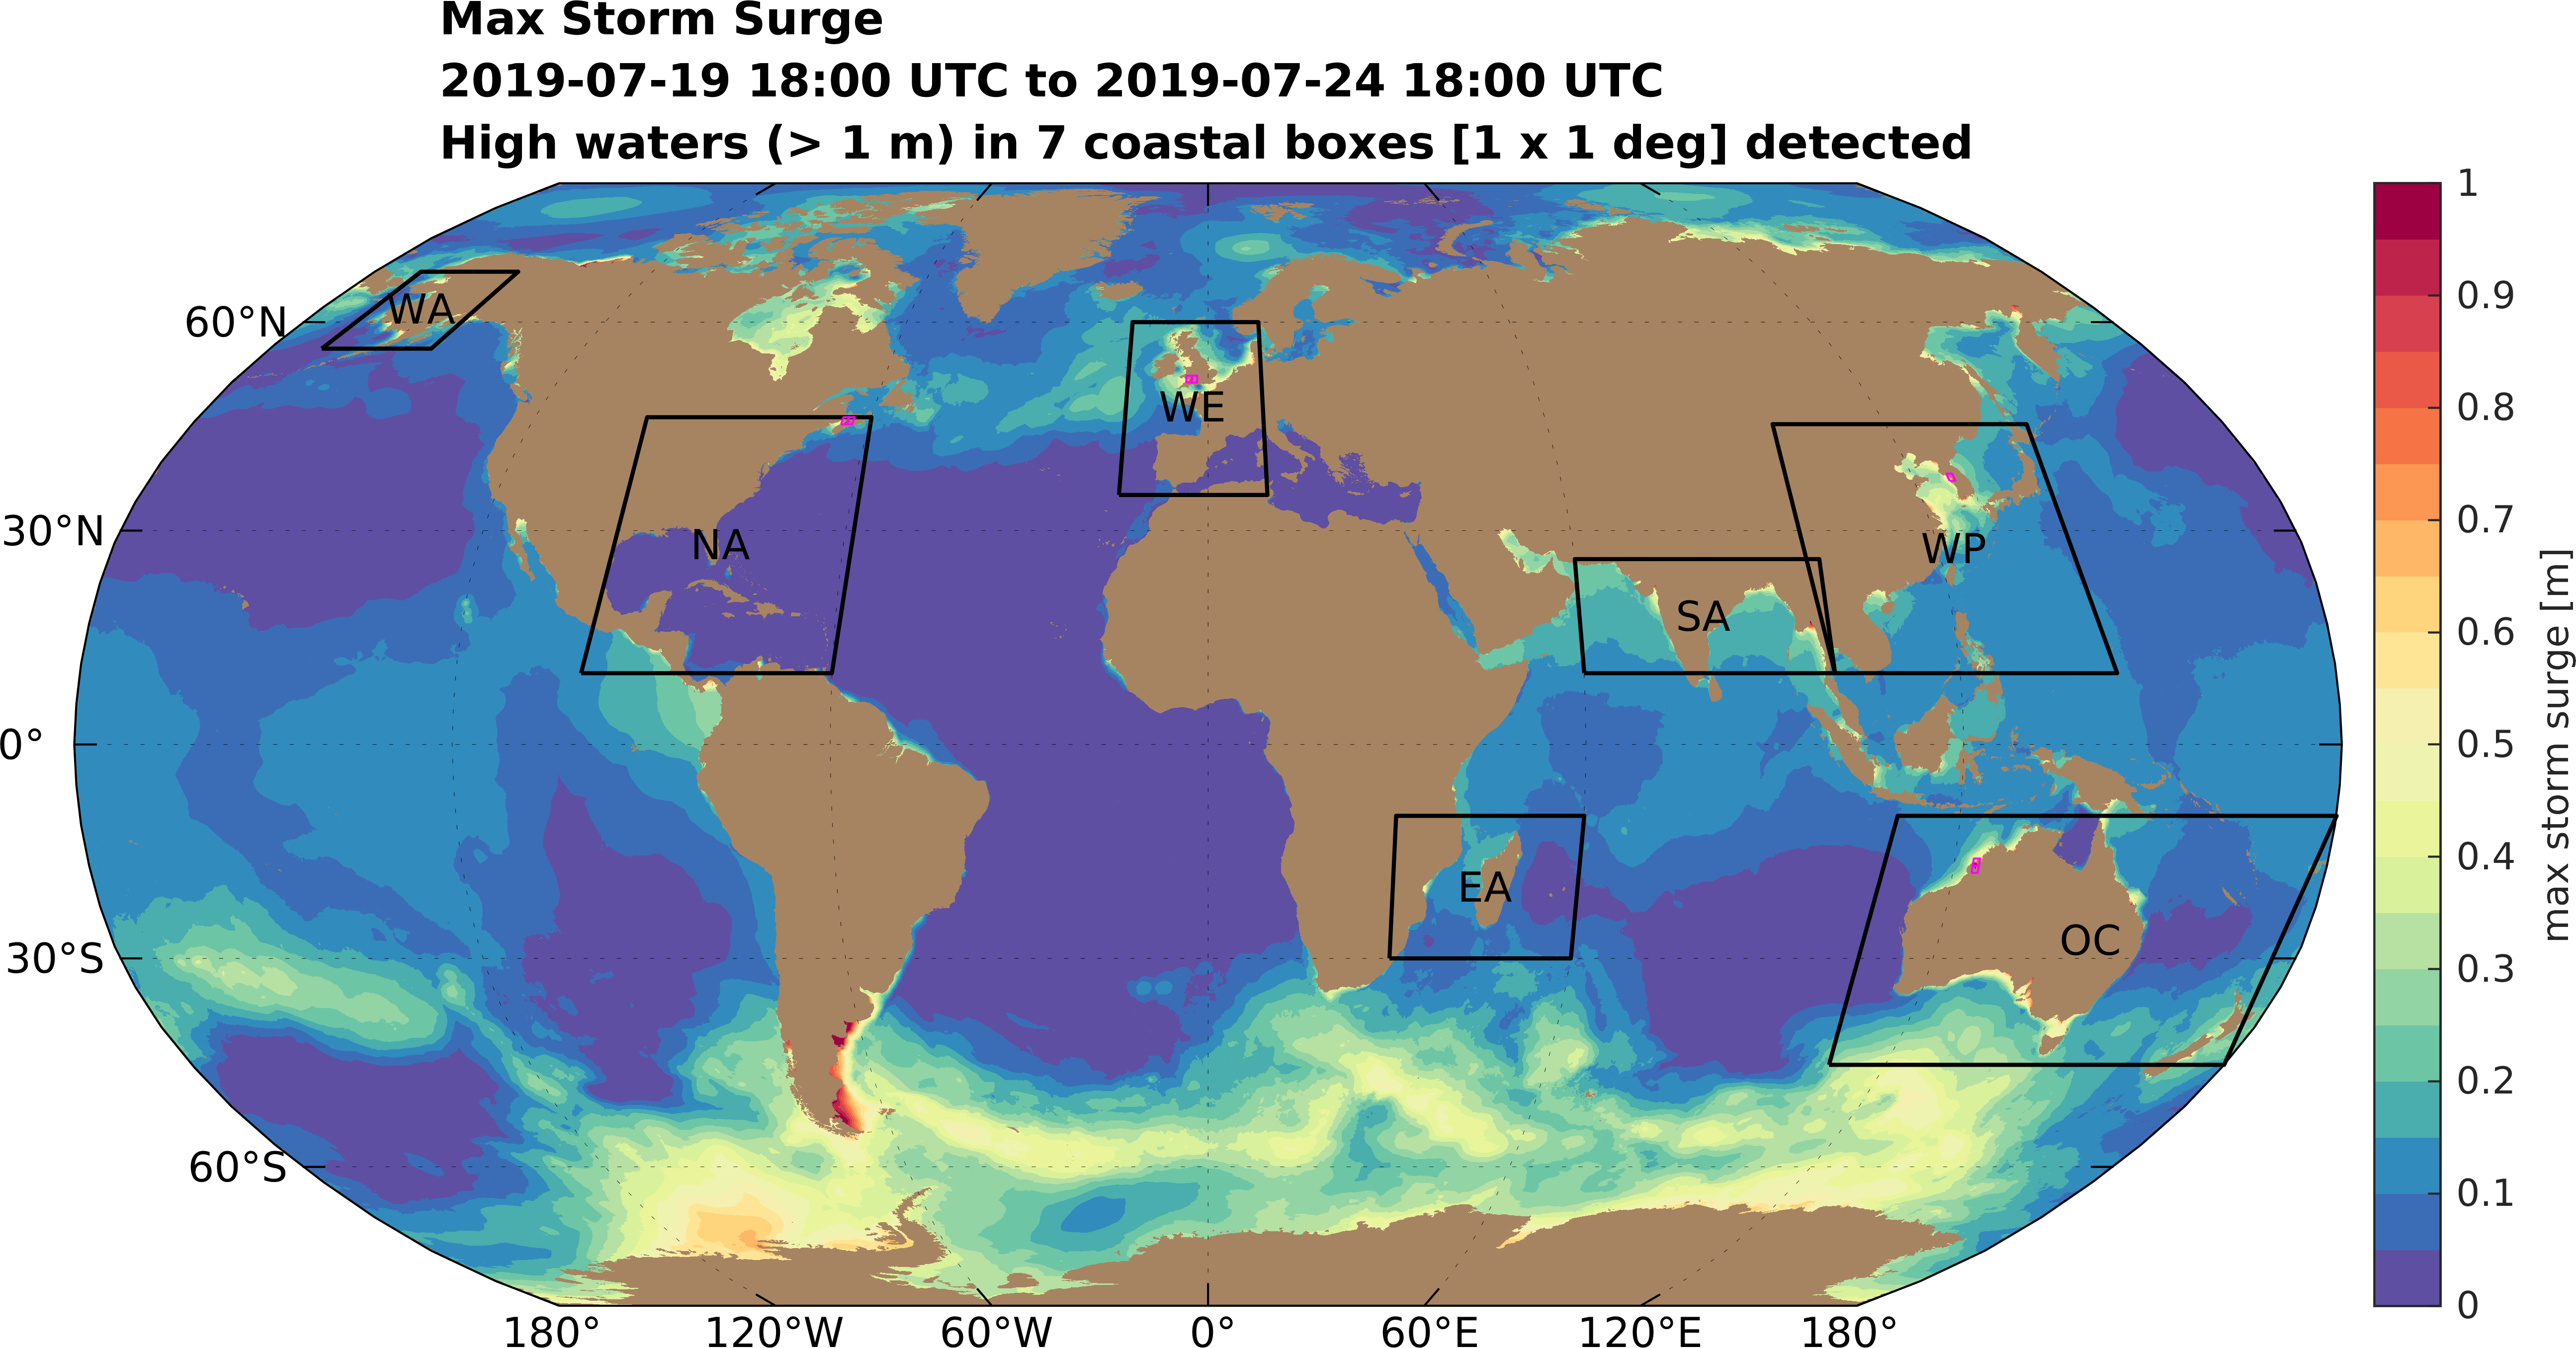 Max Storm Surge
2019-07-19 18:00 UTC to 2019-07-24 18:00 UTC
High waters (> 1 m) in 7 coastal boxes [1 x 1 deg] detected
60°N
30°N
0°
30°S
60°S
WA
NA
WE
SA
WP
EA
OC
180°
120°W
60°W
0°
60°E
120°E
180°
1
0.9
0.8
0.7
0.6
0.5
0.4
0.3
0.2
0.1
0
max storm surge [m]